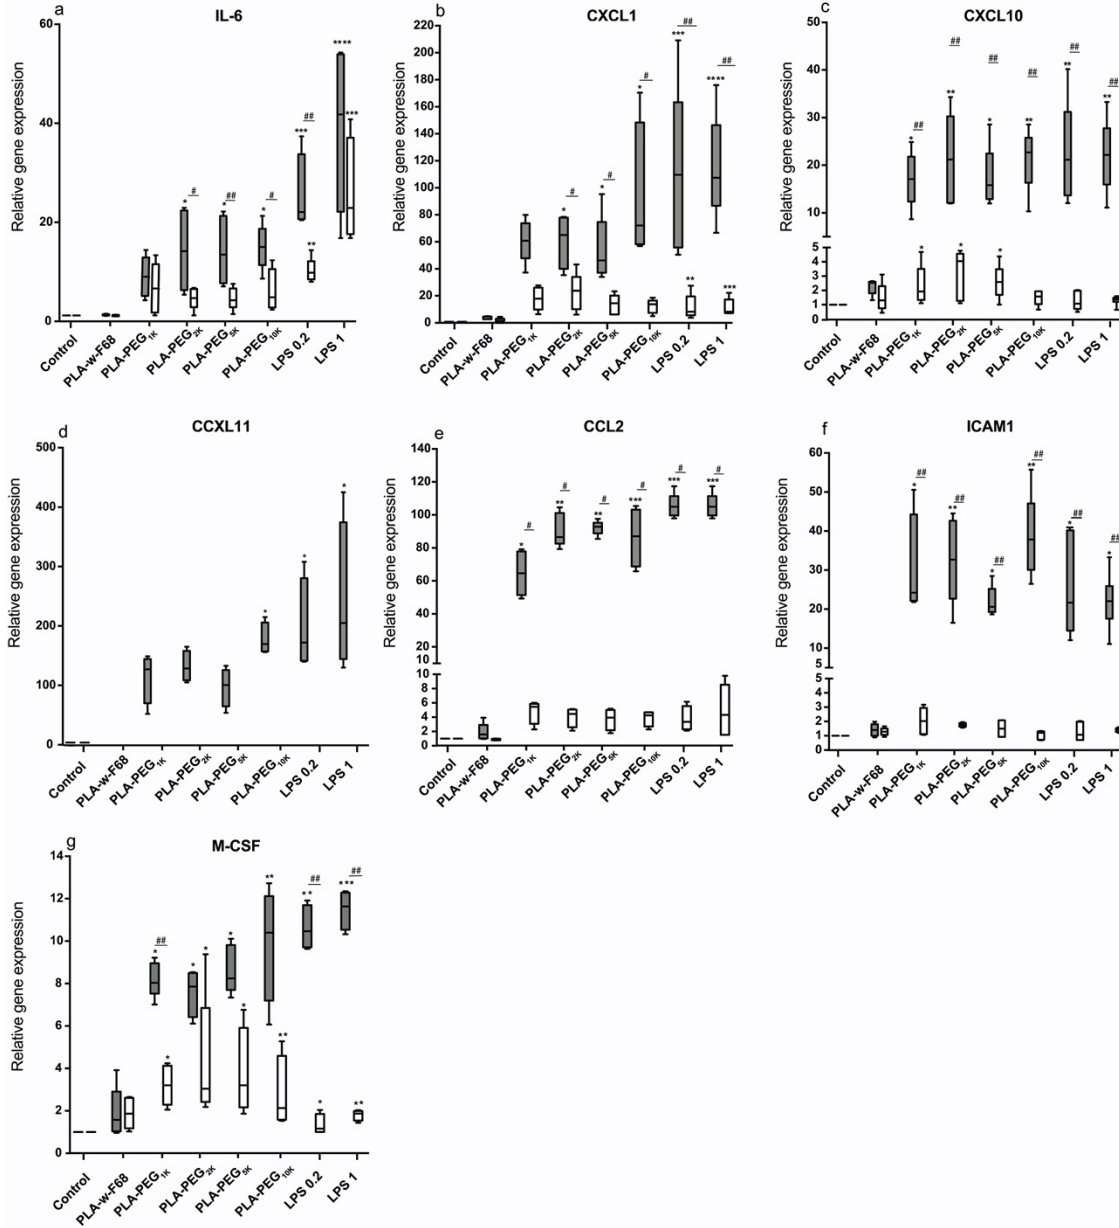 a
IL-6
Relative gene expression
60
40
20
0
**** 
***
***
##
**
*
#
*
##
*
#
Control
PLA-w-F68
PLA-PEG1K
PLA-PEG2K
PLA-PEG5K
PLA-PEG10K
LPS 0.2
LPS 1
b
CXCL1
Relative gene expression
220
200
180
160
140
120
100
80
60
40
20
0
##
***
##
****
#
*
#
*
#
*
**
***
Control
PLA-w-F68
PLA-PEG1K
PLA-PEG2K
PLA-PEG5K
PLA-PEG10K
LPS 0.2
LPS 1
c
CXCL10
Relative gene expression
50
40
30
20
10
5
4
3
2
1
0
##
##
##
##
##
##
**
*
**
**
**
*
*
*
*
Control
PLA-w-F68
PLA-PEG1K
PLA-PEG2K
PLA-PEG5K
PLA-PEG10K
LPS 0.2
LPS 1
d
CCXL11
Relative gene expression
500
400
300
200
100
0
*
*
*
Control
PLA-w-F68
PLA-PEG1K
PLA-PEG2K
PLA-PEG5K
PLA-PEG10K
LPS 0.2
LPS 1
e
CCL2
Relative gene expression
140
120
100
80
60
40
20
10
10
8
6
4
2
0
#
*
#
**
#
**
#
***
#
***
#
***
Control
PLA-w-F68
PLA-PEG1K
PLA-PEG2K
PLA-PEG5K
PLA-PEG10K
LPS 0.2
LPS 1
f
ICAM1
Relative gene expression
60
50
40
30
20
10
5
5
4
3
2
1
0
##
*
##
**
##
*
##
**
##
*
##
*
Control
PLA-w-F68
PLA-PEG1K
PLA-PEG2K
PLA-PEG5K
PLA-PEG10K
LPS 0.2
LPS 1
g
M-CSF
Relative gene expression
14
12
10
8
6
4
2
0
##
*
*
*
*
*
*
**
**
##
**
*
##
***
**
Control
PLA-w-F68
PLA-PEG1K
PLA-PEG2K
PLA-PEG5K
PLA-PEG10K
LPS 0.2
LPS 1